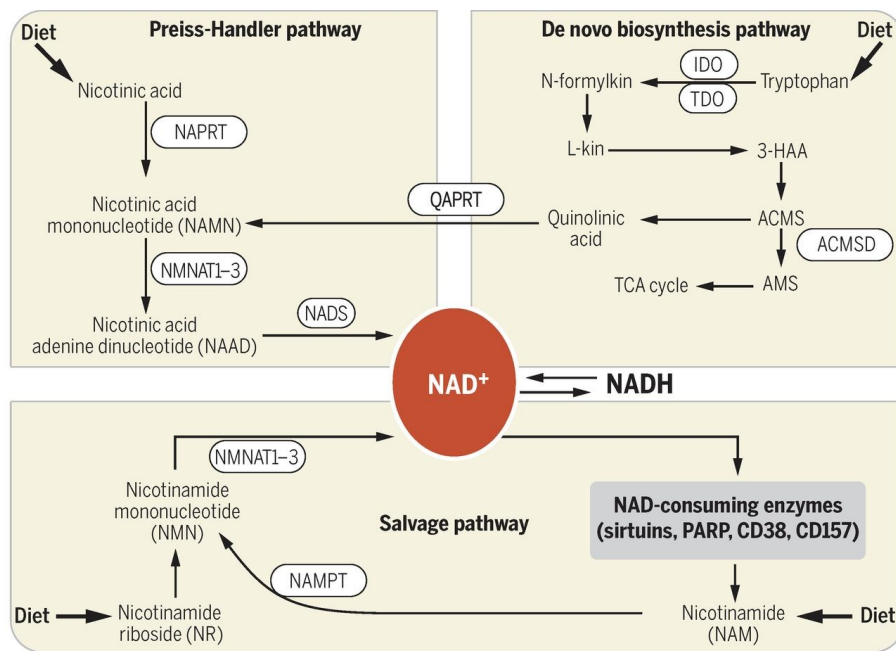 Diet
Preiss-Handler pathway
Nicotinic acid
NAPRT
Nicotinic acid
mononucleotide (NAMN)
NMNAT1–3
Nicotinic acid
adenine dinucleotide (NAAD)
NADS
De novo biosynthesis pathway
Diet
N-formylkin
IDO
TDO
Tryptophan
L-kin
3-HAA
QAPRT
Quinolinic
acid
ACMS
ACMSD
TCA cycle
AMS
NAD+
NADH
NMNAT1–3
Nicotinamide
mononucleotide
(NMN)
Salvage pathway
NAD-consuming enzymes
(sirtuins, PARP, CD38, CD157)
NAMPT
Diet
Nicotinamide
riboside (NR)
Nicotinamide
(NAM)
Diet